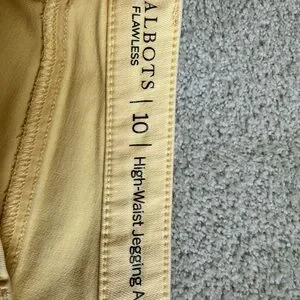 ALBOTS
FLAWLESS
| 10 | High-Waist Jegging A